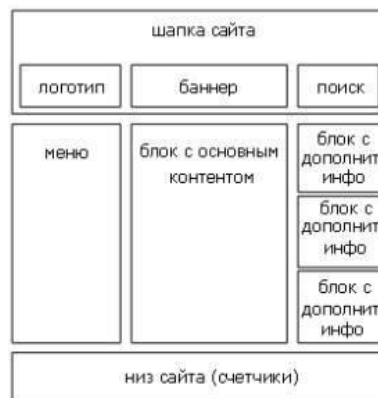 шапка сайта
логотип
баннер
поиск
меню
блок с основным
контентом
блок с
дополнит
инфо
блок с
дополнит
инфо
блок с
дополнит
инфо
низ сайта (счетчики)